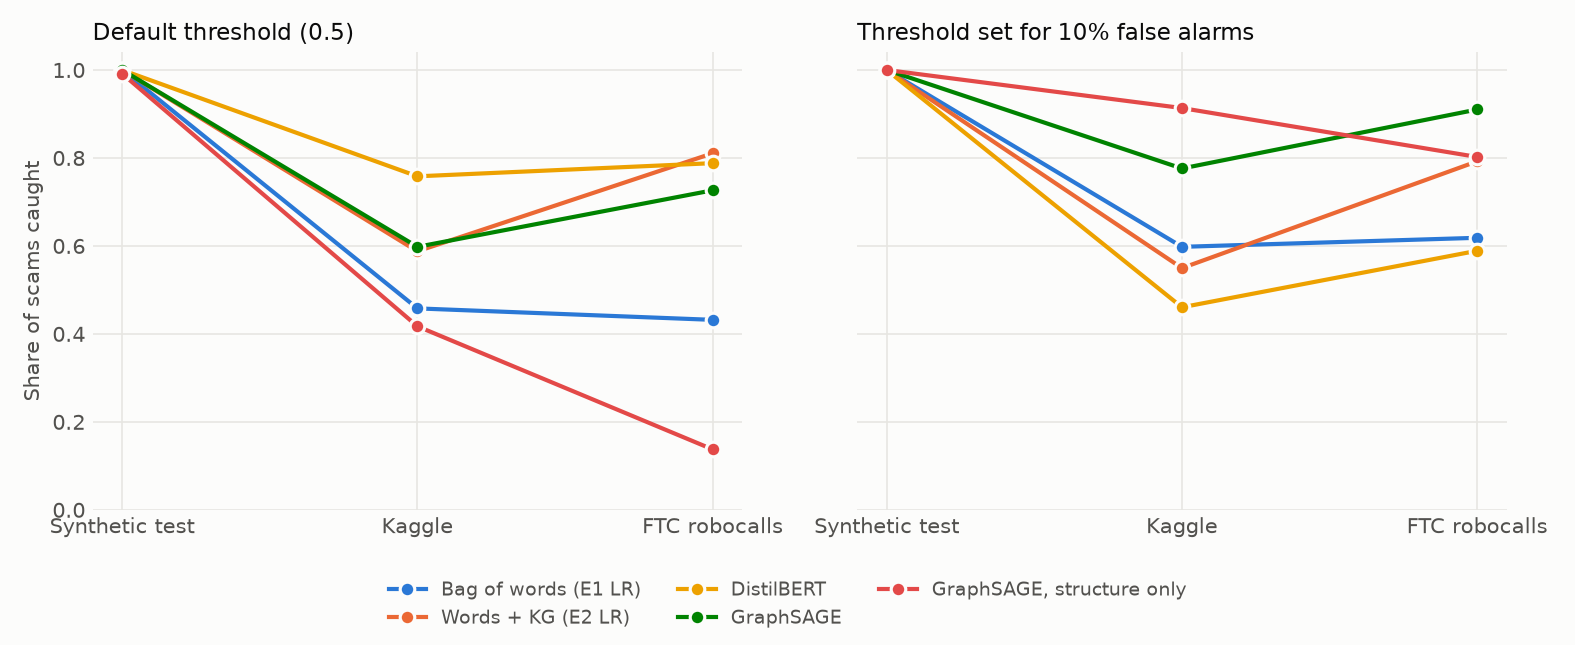 Default threshold (0.5)
Threshold set for 10% false alarms
Share of scams caught
1.0
0.8
0.6
0.4
0.2
0.0
Synthetic test
Kaggle
FTC robocalls
Synthetic test
Kaggle
FTC robocalls
Bag of words (E1 LR)
DistilBERT
GraphSAGE, structure only
Words + KG (E2 LR)
GraphSAGE